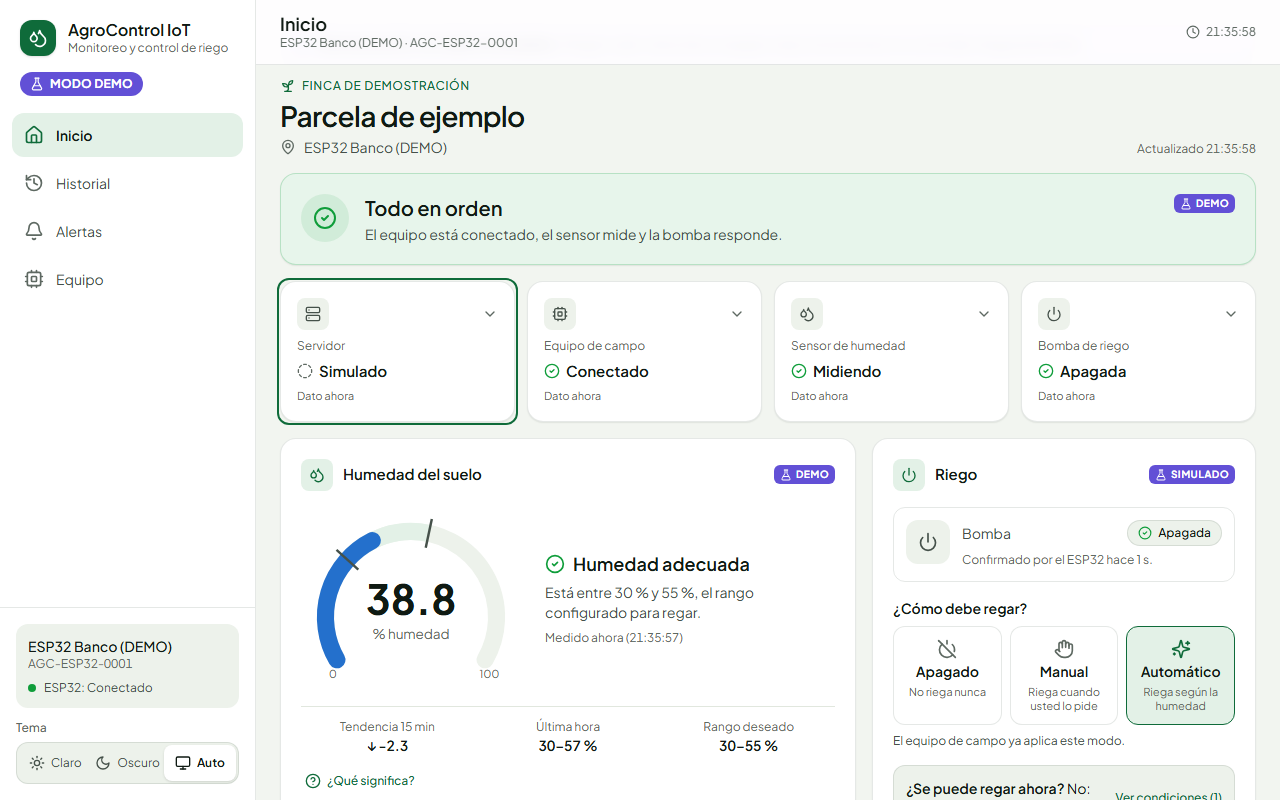 AgroControl IoT
Monitoreo y control de riego
MODO DEMO
Inicio
Historial
Alertas
Equipo
ESP32 Banco (DEMO)
AGC-ESP32-0001
ESP32: Conectado
Tema
Claro
Oscuro
Auto
Inicio
ESP32 Banco (DEMO) · AGC-ESP32-0001
21:35:58
FINCA DE DEMOSTRACIÓN
Parcela de ejemplo
ESP32 Banco (DEMO)
Actualizado 21:35:58
Todo en orden
El equipo está conectado, el sensor mide y la bomba responde.
DEMO
Servidor
Simulado
Dato ahora
Equipo de campo
Conectado
Dato ahora
Sensor de humedad
Midiendo
Dato ahora
Bomba de riego
Apagada
Dato ahora
Humedad del suelo
DEMO
38.8
% humedad
0
100
Humedad adecuada
Está entre 30 % y 55 %, el rango
configurado para regar.
Medido ahora (21:35:57)
Tendencia 15 min
↓ −2.3
Última hora
30–57 %
Rango deseado
30–55 %
¿Qué significa?
Riego
SIMULADO
Bomba
Apagada
Confirmado por el ESP32 hace 1 s.
¿Cómo debe regar?
Apagado
No riega nunca
Manual
Riega cuando
usted lo pide
Automático
Riega según la
humedad
El equipo de campo ya aplica este modo.
¿Se puede regar ahora? No:
Ver condiciones (1)